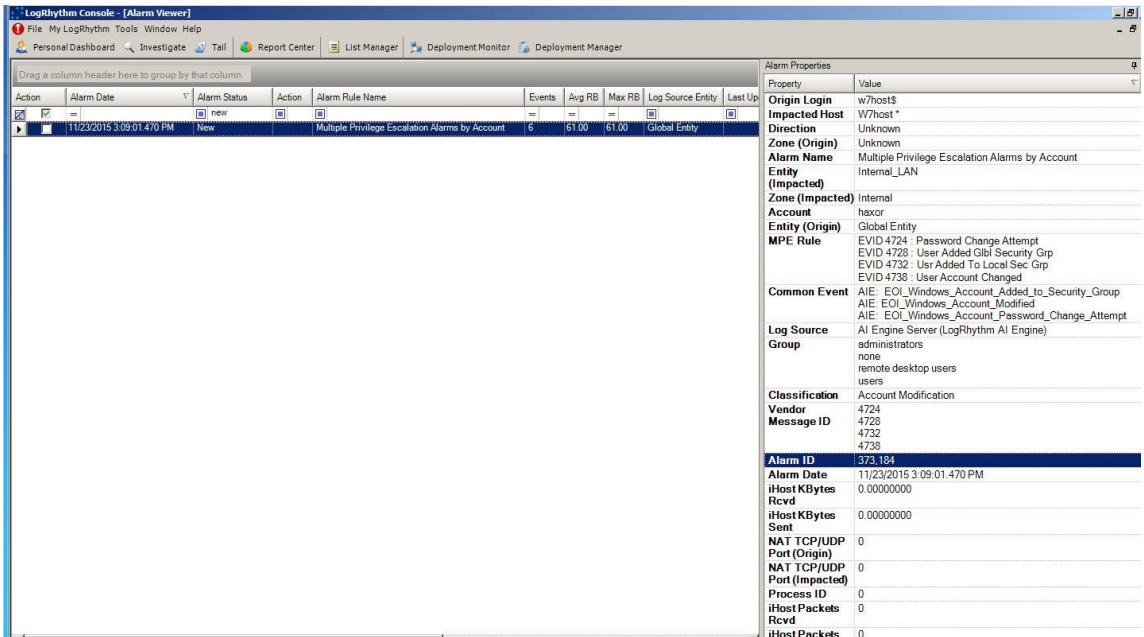 LogRhythm Console - [Alarm Viewer]
File My LogRhythm Tools Window Help
Personal Dashboard Investigate Tail Report Center List Manager Deployment Monitor Deployment Manager
Drag a column header here to group by that column.
Action Alarm Date Alarm Status Action Alarm Rule Name Events Avg RB Max RB Log Source Entity Last Up
= new = = =
11/23/2015 3:09:01.470 PM New Multiple Privilege Escalation Alarms by Account 6 61.00 61.00 Global Entity
Alarm Properties
Property Value
Origin Login w7host$
Impacted Host W7host *
Direction Unknown
Zone (Origin) Unknown
Alarm Name Multiple Privilege Escalation Alarms by Account
Entity Internal_LAN
(Impacted)
Zone (Impacted) Internal
Account haxor
Entity (Origin) Global Entity
MPE Rule EVID 4724 : Password Change Attempt
EVID 4728 : User Added Glbl Security Grp
EVID 4732 : Usr Added To Local Sec Grp
EVID 4738 : User Account Changed
Common Event AIE: EOI_Windows_Account_Added_to_Security_Group
AIE: EOI_Windows_Account_Modified
AIE: EOI_Windows_Account_Password_Change_Attempt
Log Source AI Engine Server (LogRhythm AI Engine)
Group administrators
none
remote desktop users
users
Classification Account Modification
Vendor 4724
Message ID 4728
4732
4738
Alarm ID 373,184
Alarm Date 11/23/2015 3:09:01.470 PM
iHost KBytes 0.00000000
Rcvd
iHost KBytes 0.00000000
Sent
NAT TCP/UDP 0
Port (Origin)
NAT TCP/UDP 0
Port (Impacted)
Process ID 0
iHost Packets 0
Rcvd
iHost Packets 0